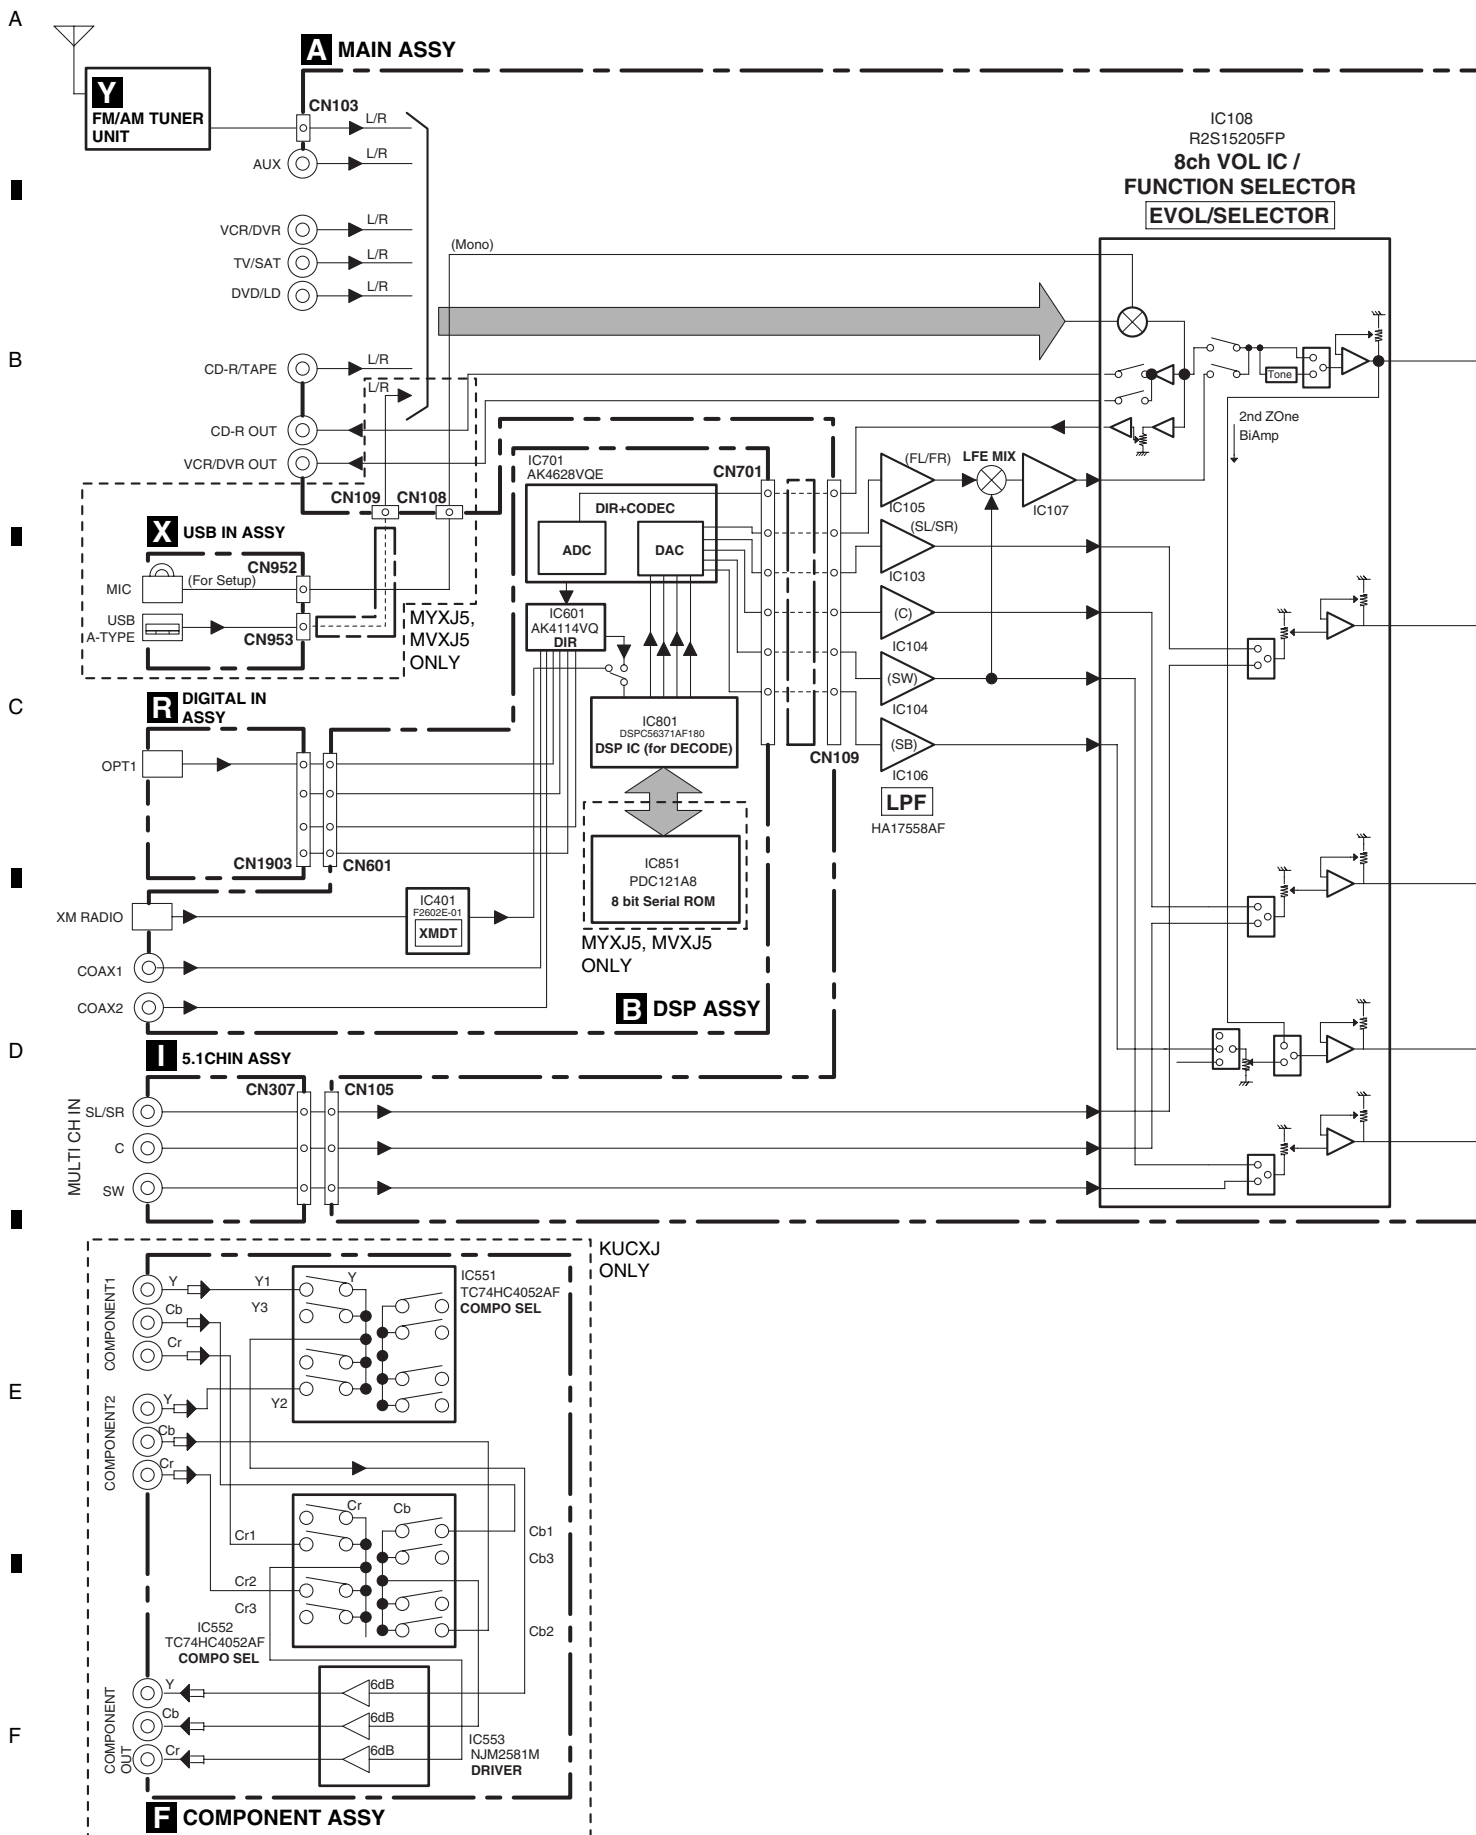 A
A MAIN ASSY
Y
FM/AM TUNER
UNIT
CN103
L/R
AUX
L/R
VCR/DVR
L/R
TV/SAT
L/R
DVD/LD
L/R
(Mono)
IC108
R2S15205FP
8ch VOL IC /
FUNCTION SELECTOR
EVOL/SELECTOR
B
CD-R/TAPE
L/R
L/R
CD-R OUT
VCR/DVR OUT
Tone
2nd ZOne
BiAmp
CN109
CN108
IC701
AK4628VQE
DIR+CODEC
ADC
DAC
CN701
(FL/FR)
IC105
LFE MIX
IC107
(SL/SR)
IC103
(C)
IC104
(SW)
IC104
(SB)
IC106
LPF
HA17558AF
CN109
X USB IN ASSY
CN952
MIC
(For Setup)
USB
A-TYPE
CN953
MYXJ5,
MVXJ5
ONLY
IC601
AK4114VQ
DIR
C
R DIGITAL IN
ASSY
OPT1
CN1903
CN601
IC801
DSPC56371AF180
DSP IC (for DECODE)
IC851
PDC121A8
8 bit Serial ROM
MYXJ5, MVXJ5
ONLY
XM RADIO
IC401
F2602E-01
XMDT
COAX1
COAX2
B DSP ASSY
D
I 5.1CHIN ASSY
CN307
CN105
MULTI CH IN
SL/SR
C
SW
KUCXJ
ONLY
E
COMPONENT1
Y
Cb
Cr
Y1
Y3
Y
IC551
TC74HC4052AF
COMPO SEL
COMPONENT2
Y
Cb
Cr
Y2
Cr
Cb
Cr1
Cr2
Cr3
Cb1
Cb3
Cb2
IC552
TC74HC4052AF
COMPO SEL
F
COMPONENT
OUT
Y
Cb
Cr
6dB
6dB
6dB
IC553
NJM2581M
DRIVER
F COMPONENT ASSY